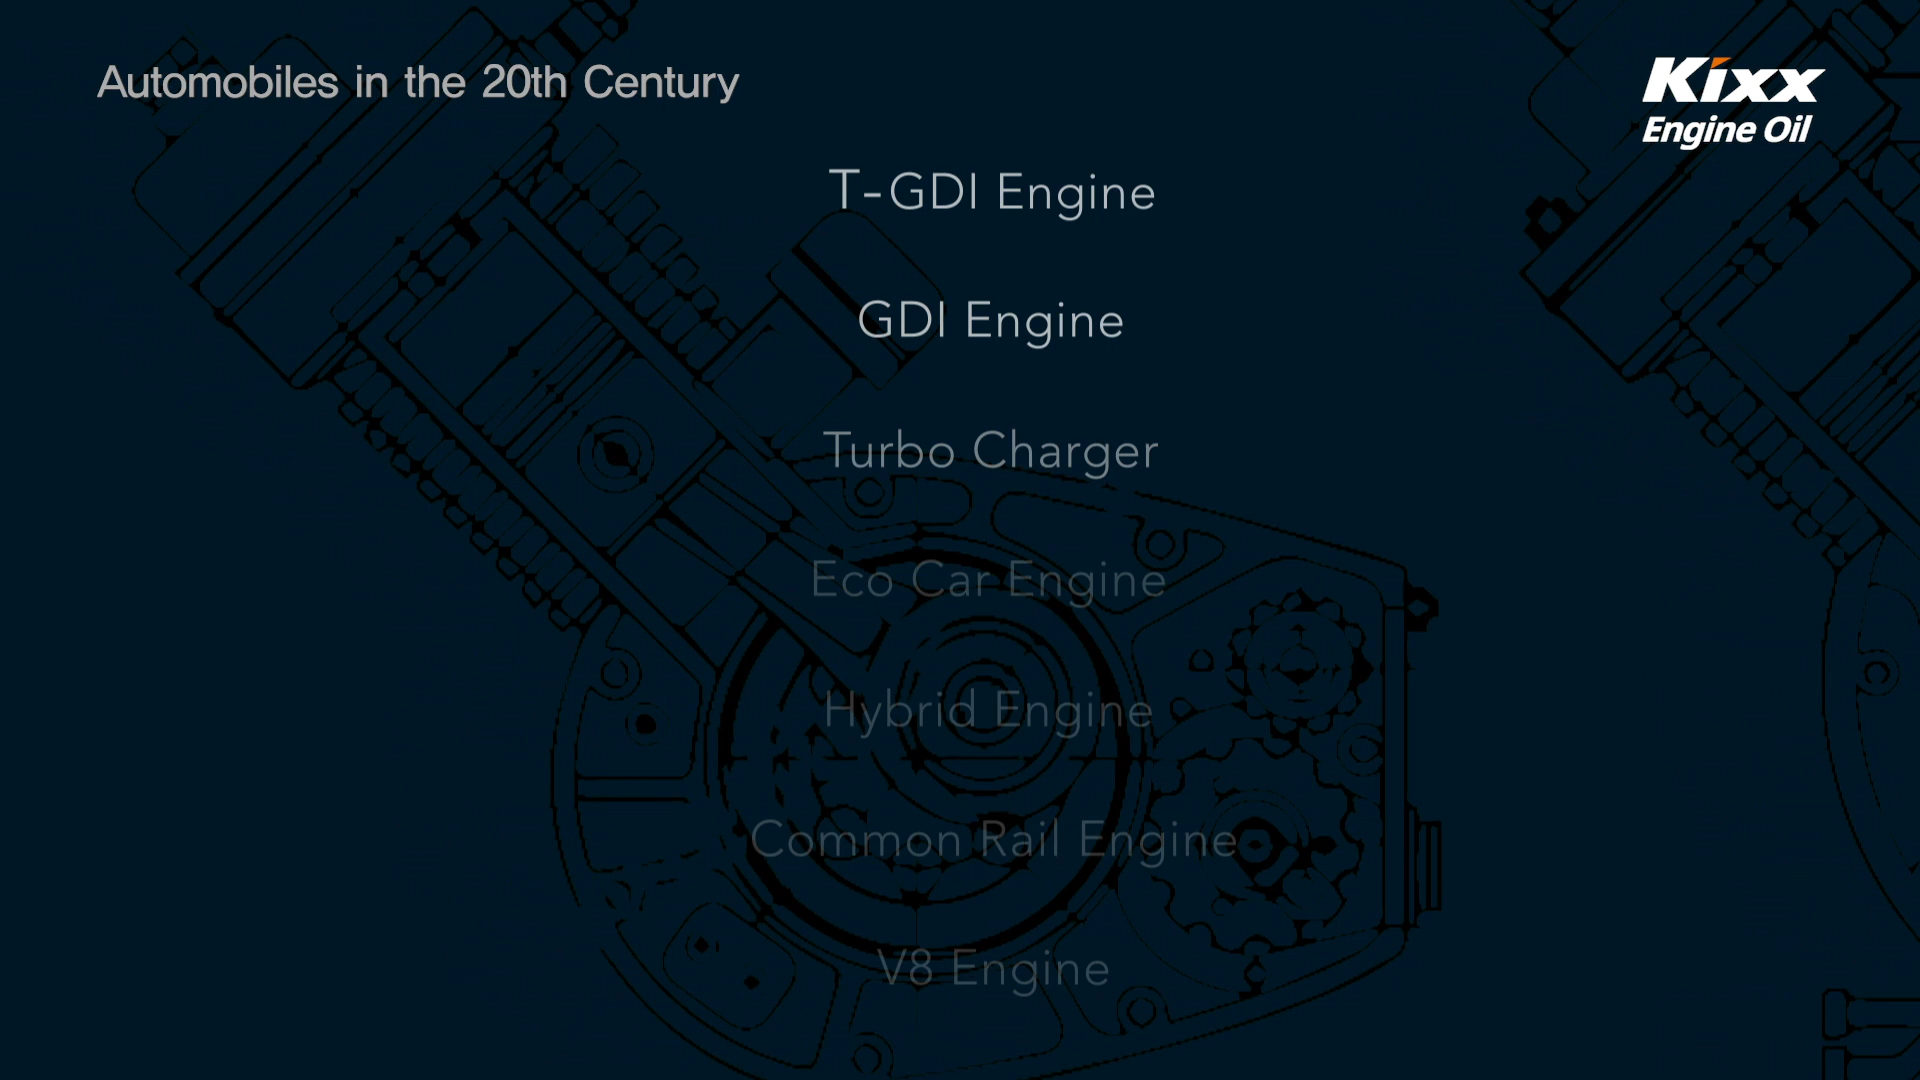 Automobiles in the 20th Century
Kixx
Engine Oil
T-GDI Engine
GDI Engine
Turbo Charger
Eco Car Engine
Hybrid Engine
Common Rail Engine
V8 Engine